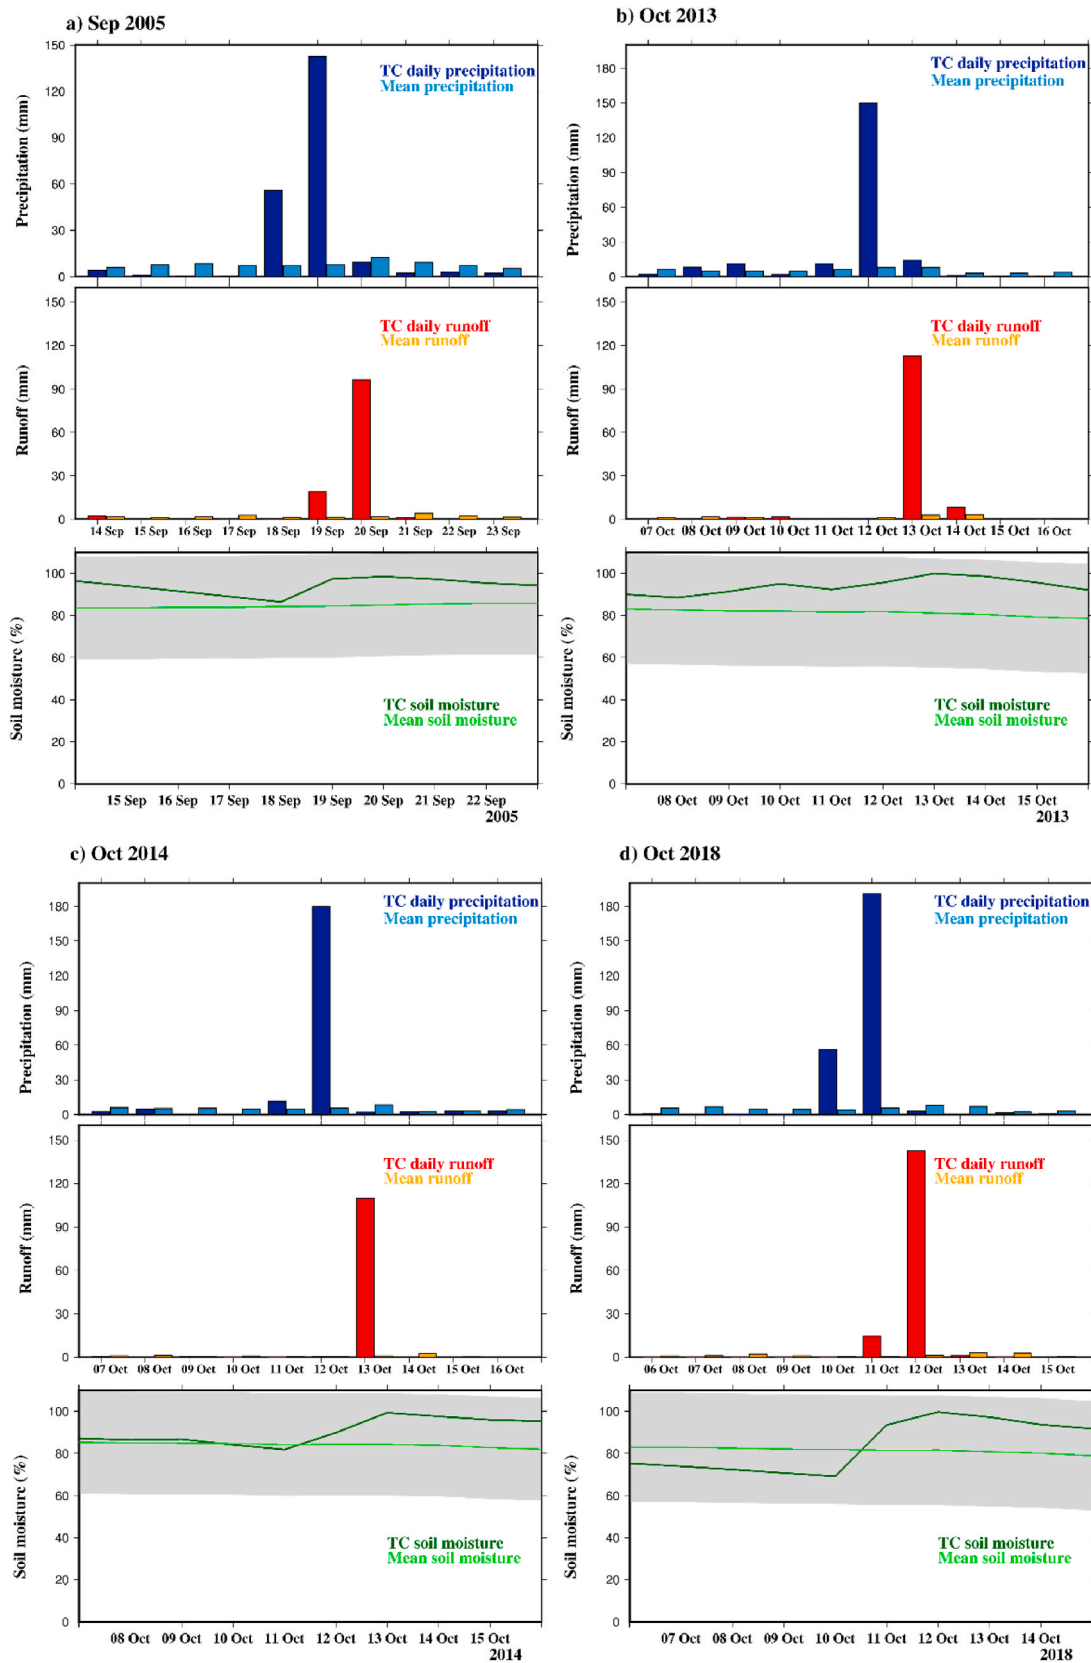 a) Sep 2005
150
120
90
60
30
0
Precipitation (mm)
TC daily precipitation
Mean precipitation
150
120
90
60
30
0
Runoff (mm)
TC daily runoff
Mean runoff
14 Sep 15 Sep 16 Sep 17 Sep 18 Sep 19 Sep 20 Sep 21 Sep 22 Sep 23 Sep
100
80
60
40
20
0
Soil moisture (%)
TC soil moisture
Mean soil moisture
15 Sep 16 Sep 17 Sep 18 Sep 19 Sep 20 Sep 21 Sep 22 Sep
2005
b) Oct 2013
180
150
120
90
60
30
0
Precipitation (mm)
TC daily precipitation
Mean precipitation
150
120
90
60
30
0
Runoff (mm)
TC daily runoff
Mean runoff
07 Oct 08 Oct 09 Oct 10 Oct 11 Oct 12 Oct 13 Oct 14 Oct 15 Oct 16 Oct
100
80
60
40
20
0
Soil moisture (%)
TC soil moisture
Mean soil moisture
08 Oct 09 Oct 10 Oct 11 Oct 12 Oct 13 Oct 14 Oct 15 Oct
2013
c) Oct 2014
180
150
120
90
60
30
0
Precipitation (mm)
TC daily precipitation
Mean precipitation
150
120
90
60
30
0
Runoff (mm)
TC daily runoff
Mean runoff
07 Oct 08 Oct 09 Oct 10 Oct 11 Oct 12 Oct 13 Oct 14 Oct 15 Oct 16 Oct
100
80
60
40
20
0
Soil moisture (%)
TC soil moisture
Mean soil moisture
08 Oct 09 Oct 10 Oct 11 Oct 12 Oct 13 Oct 14 Oct 15 Oct
2014
d) Oct 2018
180
150
120
90
60
30
0
Precipitation (mm)
TC daily precipitation
Mean precipitation
150
120
90
60
30
0
Runoff (mm)
TC daily runoff
Mean runoff
06 Oct 07 Oct 08 Oct 09 Oct 10 Oct 11 Oct 12 Oct 13 Oct 14 Oct 15 Oct
100
80
60
40
20
0
Soil moisture (%)
TC soil moisture
Mean soil moisture
07 Oct 08 Oct 09 Oct 10 Oct 11 Oct 12 Oct 13 Oct 14 Oct
2018